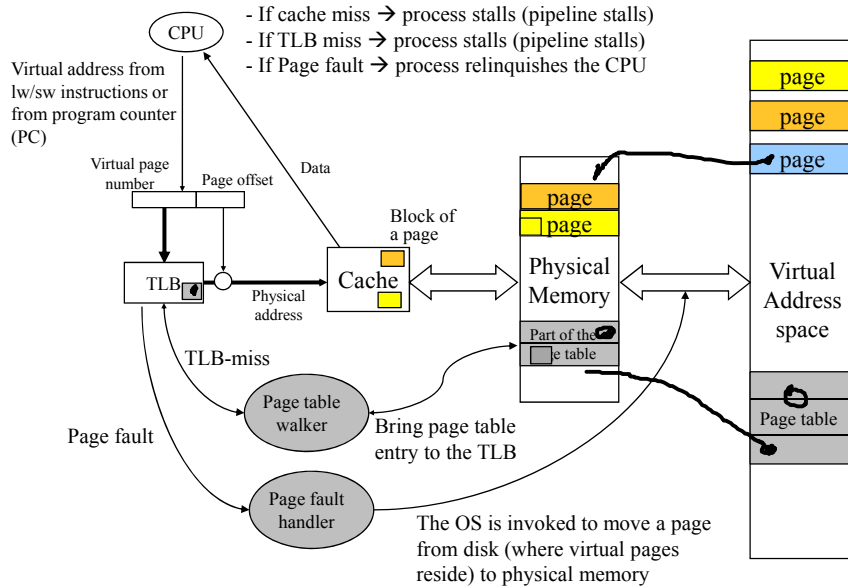 CPU
- If cache miss → process stalls (pipeline stalls)
- If TLB miss → process stalls (pipeline stalls)
- If Page fault → process relinquishes the CPU
Virtual address from
lw/sw instructions or
from program counter
(PC)
Virtual page
number
Page offset
Data
Block of
a page
TLB
Physical
address
Cache
page
page
Physical
Memory
Part of the
table
page
page
page
Virtual
Address
space
Page table
TLB-miss
Page table
walker
Bring page table
entry to the TLB
Page fault
Page fault
handler
The OS is invoked to move a page
from disk (where virtual pages
reside) to physical memory